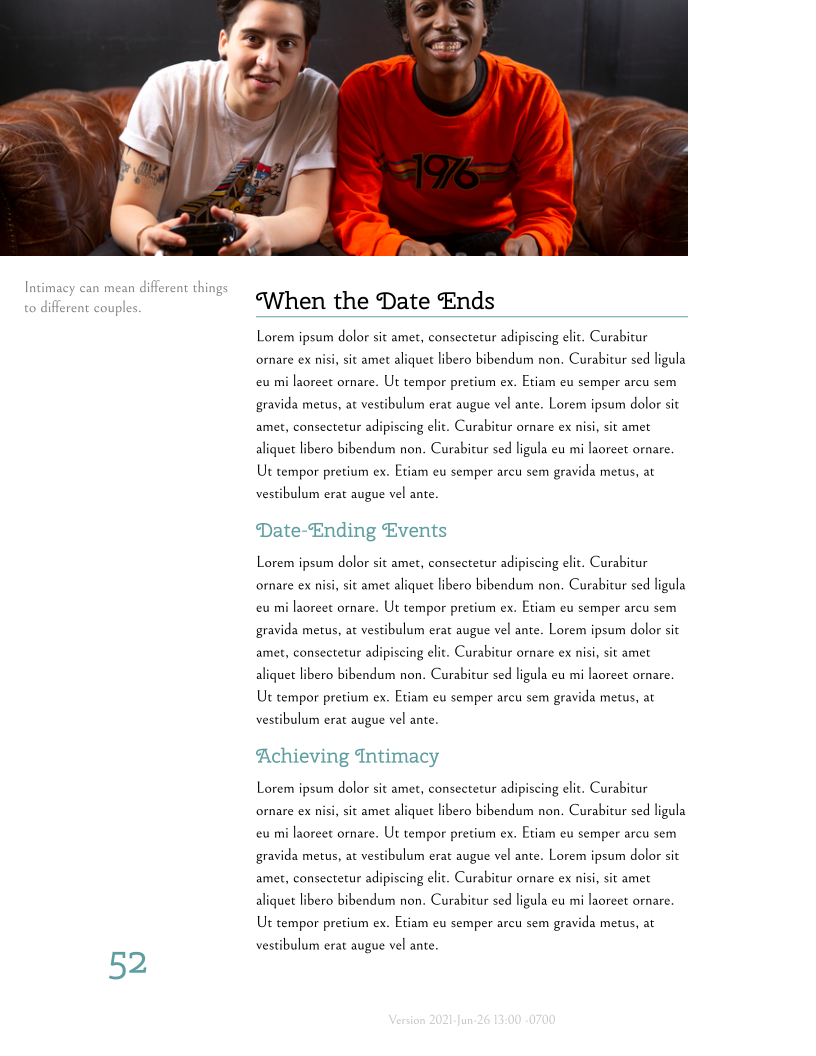 1976
Intimacy can mean different things
to different couples.
When the Date Ends
Lorem ipsum dolor sit amet, consectetur adipiscing elit. Curabitur
ornare ex nisi, sit amet aliquet libero bibendum non. Curabitur sed ligula
eu mi laoreet ornare. Ut tempor pretium ex. Etiam eu semper arcu sem
gravida metus, at vestibulum erat augue vel ante. Lorem ipsum dolor sit
amet, consectetur adipiscing elit. Curabitur ornare ex nisi, sit amet
aliquet libero bibendum non. Curabitur sed ligula eu mi laoreet ornare.
Ut tempor pretium ex. Etiam eu semper arcu sem gravida metus, at
vestibulum erat augue vel ante.
Date-Ending Events
Lorem ipsum dolor sit amet, consectetur adipiscing elit. Curabitur
ornare ex nisi, sit amet aliquet libero bibendum non. Curabitur sed ligula
eu mi laoreet ornare. Ut tempor pretium ex. Etiam eu semper arcu sem
gravida metus, at vestibulum erat augue vel ante. Lorem ipsum dolor sit
amet, consectetur adipiscing elit. Curabitur ornare ex nisi, sit amet
aliquet libero bibendum non. Curabitur sed ligula eu mi laoreet ornare.
Ut tempor pretium ex. Etiam eu semper arcu sem gravida metus, at
vestibulum erat augue vel ante.
Achieving Intimacy
Lorem ipsum dolor sit amet, consectetur adipiscing elit. Curabitur
ornare ex nisi, sit amet aliquet libero bibendum non. Curabitur sed ligula
eu mi laoreet ornare. Ut tempor pretium ex. Etiam eu semper arcu sem
gravida metus, at vestibulum erat augue vel ante. Lorem ipsum dolor sit
amet, consectetur adipiscing elit. Curabitur ornare ex nisi, sit amet
aliquet libero bibendum non. Curabitur sed ligula eu mi laoreet ornare.
Ut tempor pretium ex. Etiam eu semper arcu sem gravida metus, at
vestibulum erat augue vel ante.
52
Version 2021-Jun-26 13:00 -0700